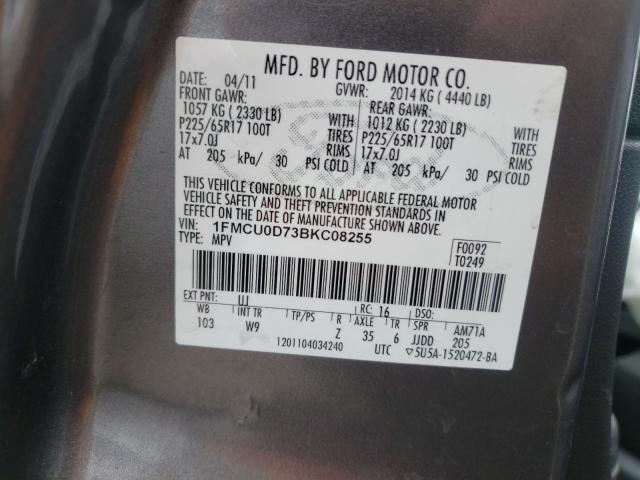 MFD. BY FORD MOTOR CO.
DATE: 04/11 GVWR: 2014 KG ( 4440 LB)
FRONT GAWR: REAR GAWR:
1057 KG ( 2330 LB) WITH 1012 KG ( 2230 LB) WITH
P225/65R17 100T TIRES P225/65R17 100T TIRES
17x7.0J RIMS 17x7.0J RIMS
AT 205 kPa/ 30 PSI COLD AT 205 kPa/ 30 PSI COLD
THIS VEHICLE CONFORMS TO ALL APPLICABLE FEDERAL MOTOR
VEHICLE SAFETY AND THEFT PREVENTION STANDARDS IN
EFFECT ON THE DATE OF MANUFACTURE SHOWN ABOVE.
VIN: 1FMCU0D73BKC08255
TYPE: MPV
F0092
T0249
EXT PNT: UJ RC: 16 DSO:
WB INT TR TP/PS R AXLE TR SPR AM71A
103 W9 Z 35 6 JJDD 205
1201104034240 UTC ▽5U5A-1520472-BA